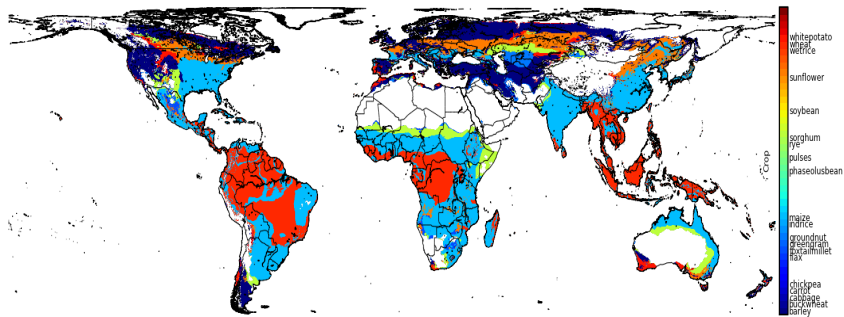 whitepotato
wheat
wetrice
sunflower
soybean
sorghum
rye
pulses
phaseolusbean
Crop
maize
indrice
groundnut
greengram
foxtailmillet
flax
chickpea
carrot
cabbage
buckwheat
barley